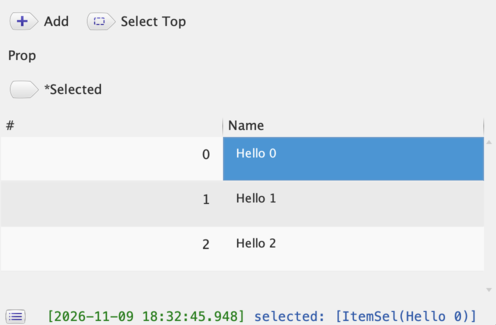 Add Select Top
Prop
*Selected
# Name
0 Hello 0
1 Hello 1
2 Hello 2
[2026-11-09 18:32:45.948] selected: [ItemSel(Hello 0)]